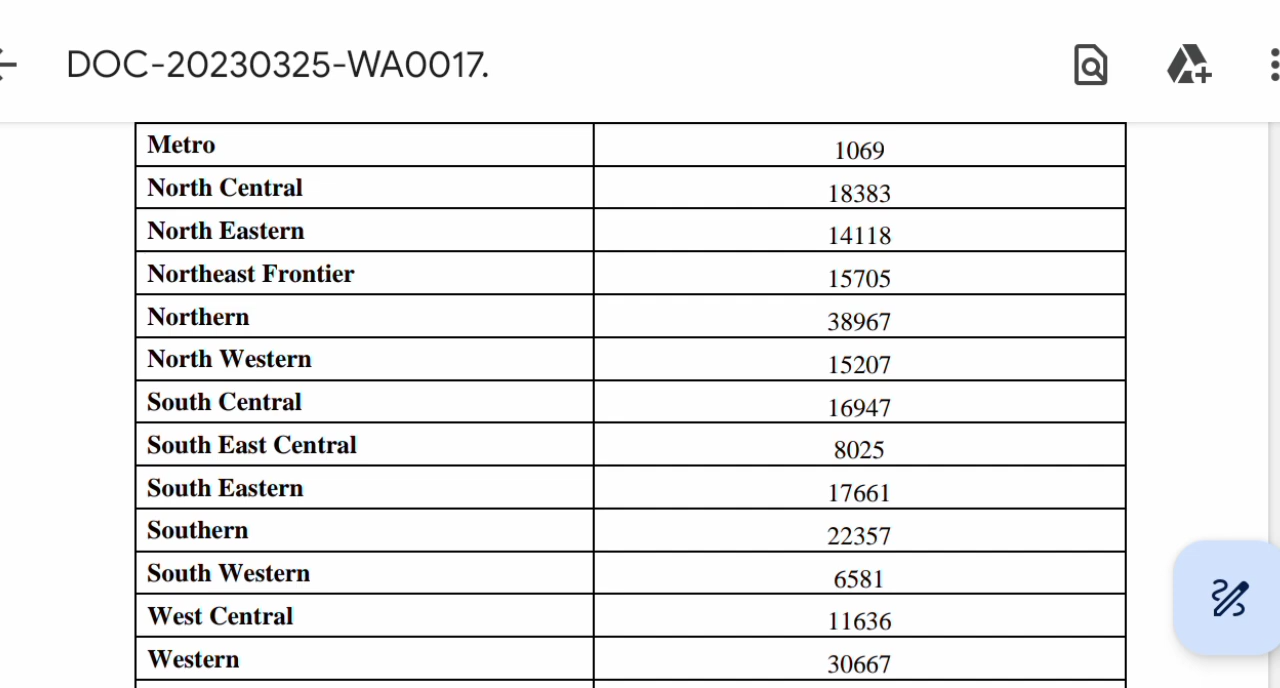 DOC-20230325-WA0017.
Metro 1069
North Central 18383
North Eastern 14118
Northeast Frontier 15705
Northern 38967
North Western 15207
South Central 16947
South East Central 8025
South Eastern 17661
Southern 22357
South Western 6581
West Central 11636
Western 30667